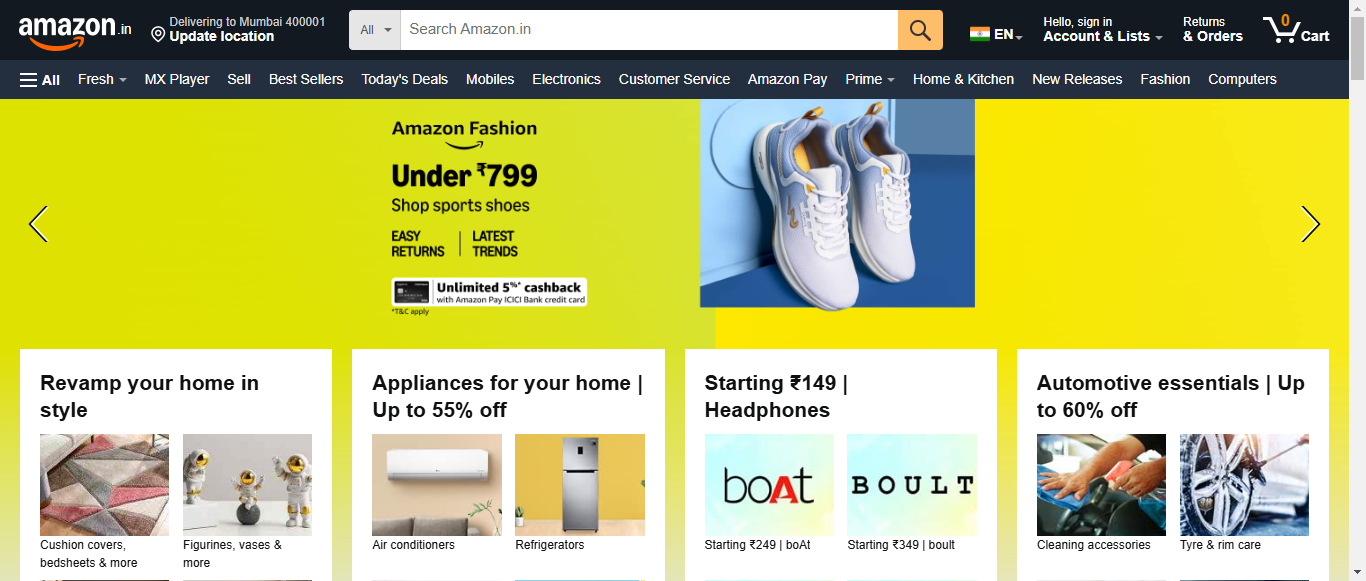 amazon.in
Delivering to Mumbai 400001
Update location
All
Search Amazon.in
EN
Hello, sign in
Account & Lists
Returns
& Orders
0
Cart
All
Fresh
MX Player
Sell
Best Sellers
Today's Deals
Mobiles
Electronics
Customer Service
Amazon Pay
Prime
Home & Kitchen
New Releases
Fashion
Computers
Amazon Fashion
Under ₹799
Shop sports shoes
EASY
RETURNS
LATEST
TRENDS
Unlimited 5%* cashback
with Amazon Pay ICICI Bank credit card
*T&C apply
Revamp your home in
style
Cushion covers,
bedsheets & more
Figurines, vases &
more
Appliances for your home |
Up to 55% off
Air conditioners
Refrigerators
Starting ₹149 |
Headphones
boAt
BOULT
Starting ₹249 | boAt
Starting ₹349 | boult
Automotive essentials | Up
to 60% off
Cleaning accessories
Tyre & rim care